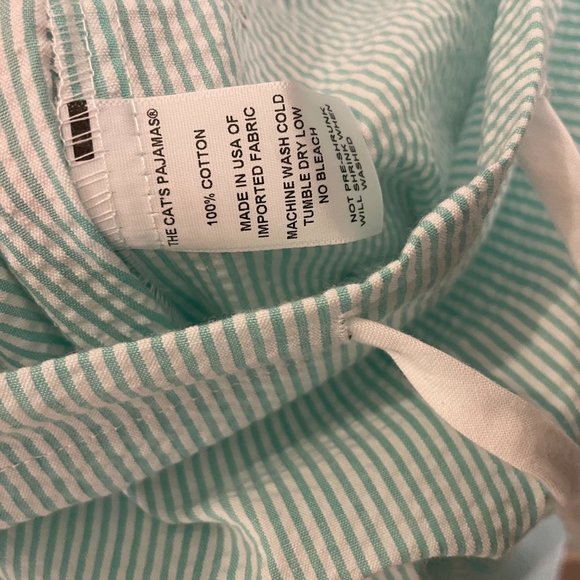 THE CAT'S PAJAMAS®
100% COTTON
MADE IN USA OF
IMPORTED FABRIC
MACHINE WASH COLD
TUMBLE DRY LOW
NO BLEACH
NOT PRE-SHRUNK
WILL SHRINK WHEN
WASHED